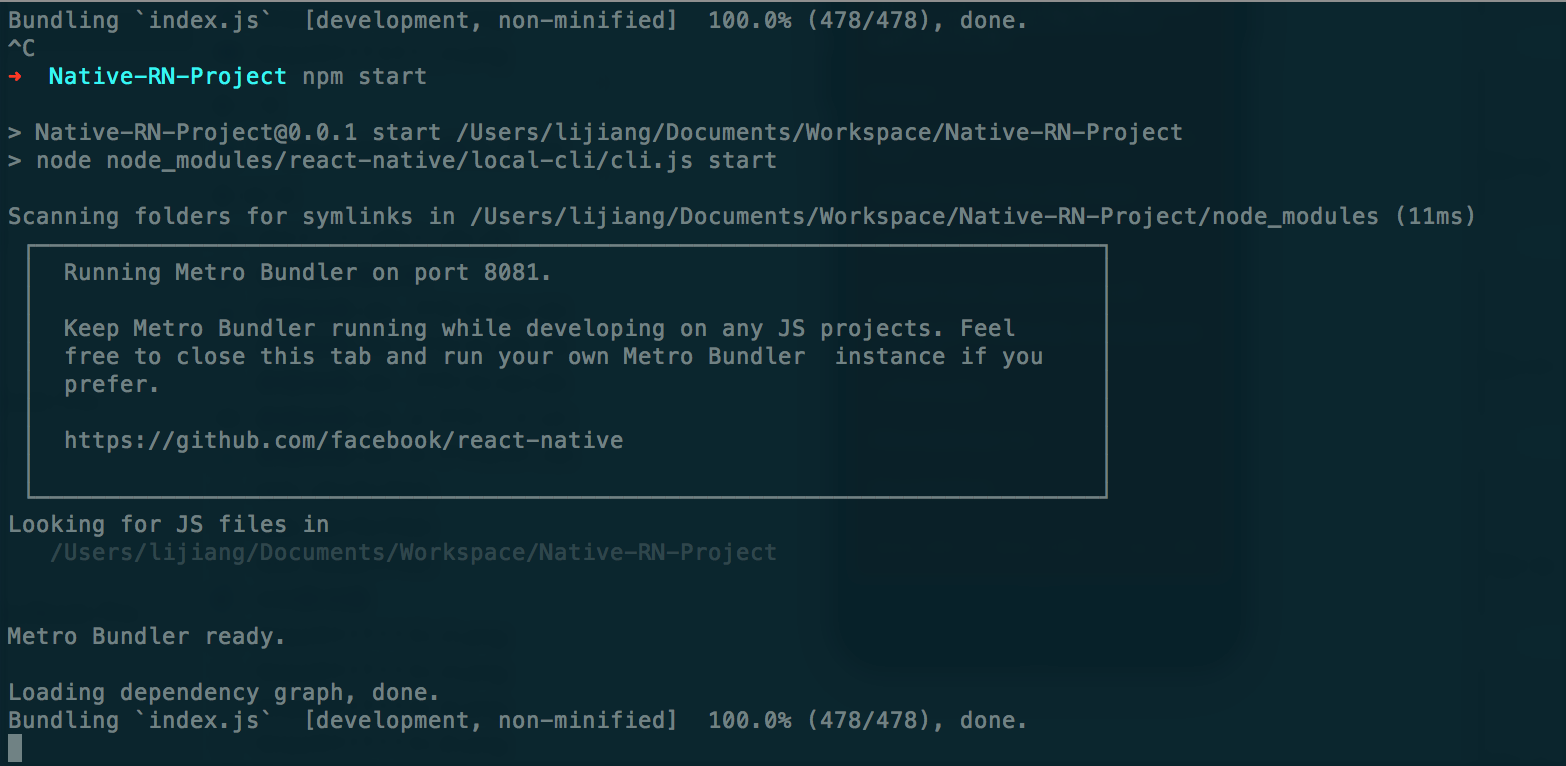 Bundling `index.js`  [development, non-minified]  100.0% (478/478), done.
^C
➜  Native-RN-Project npm start
> Native-RN-Project@0.0.1 start /Users/lijiang/Documents/Workspace/Native-RN-Project
> node node_modules/react-native/local-cli/cli.js start
Scanning folders for symlinks in /Users/lijiang/Documents/Workspace/Native-RN-Project/node_modules (11ms)
Running Metro Bundler on port 8081.
Keep Metro Bundler running while developing on any JS projects. Feel
free to close this tab and run your own Metro Bundler  instance if you
prefer.
https://github.com/facebook/react-native
Looking for JS files in
/Users/lijiang/Documents/Workspace/Native-RN-Project
Metro Bundler ready.
Loading dependency graph, done.
Bundling `index.js`  [development, non-minified]  100.0% (478/478), done.